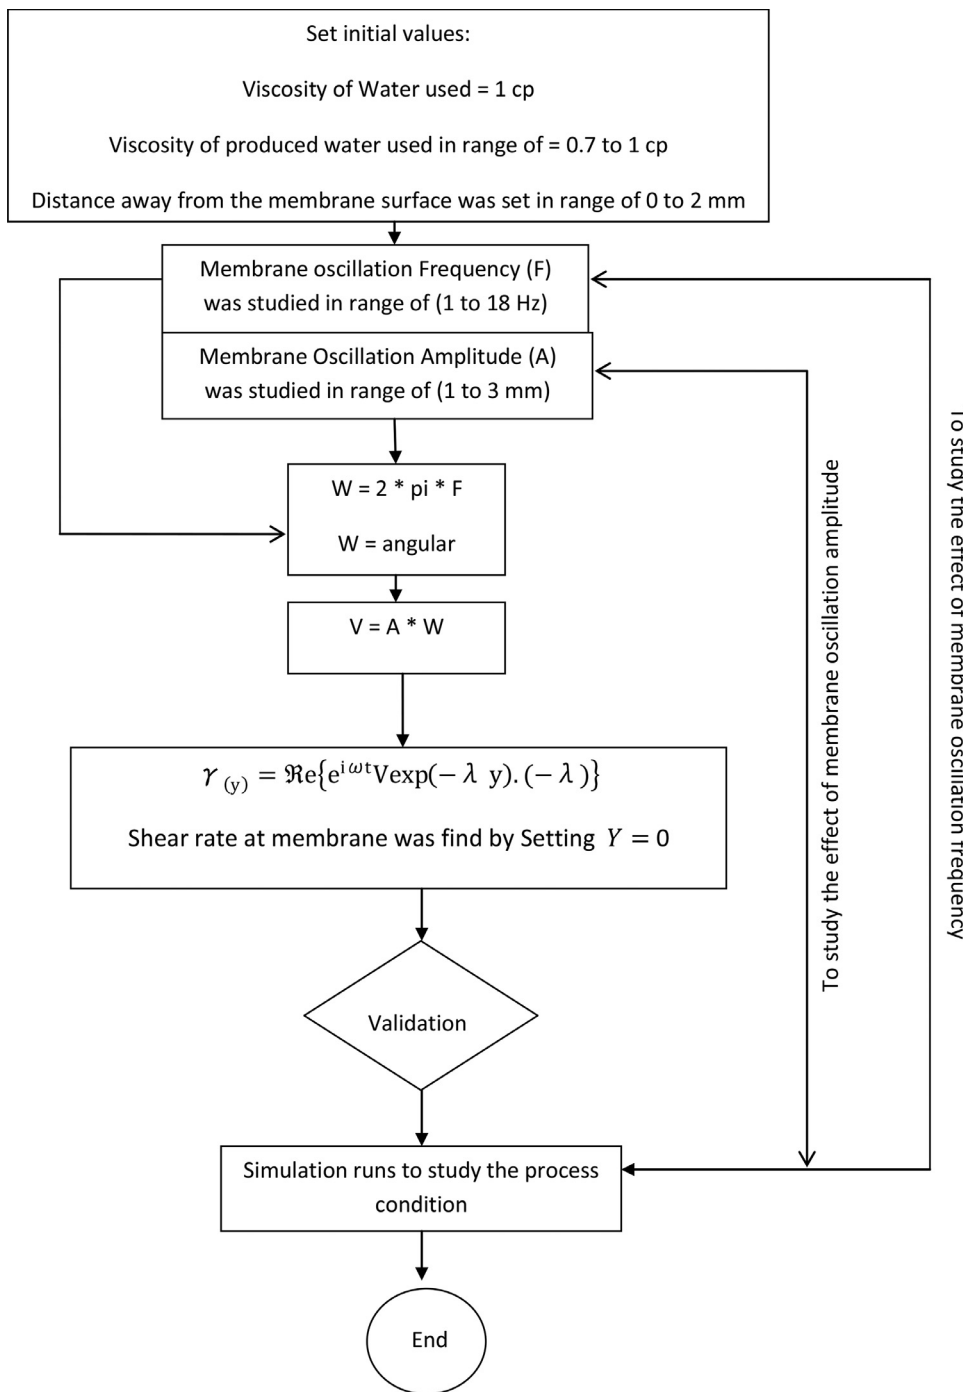 Set initial values:
Viscosity of Water used = 1 cp
Viscosity of produced water used in range of = 0.7 to 1 cp
Distance away from the membrane surface was set in range of 0 to 2 mm
Membrane oscillation Frequency (F)
was studied in range of (1 to 18 Hz)
Membrane Oscillation Amplitude (A)
was studied in range of (1 to 3 mm)
W = 2 * pi * F
W = angular
V = A * W
γ (y) = ℜe{e^{iωt}Vexp(− λ y).(− λ )}
Shear rate at membrane was find by Setting Y = 0
Validation
Simulation runs to study the process
condition
End
To study the effect of membrane oscillation amplitude
To study the effect of membrane oscillation frequency